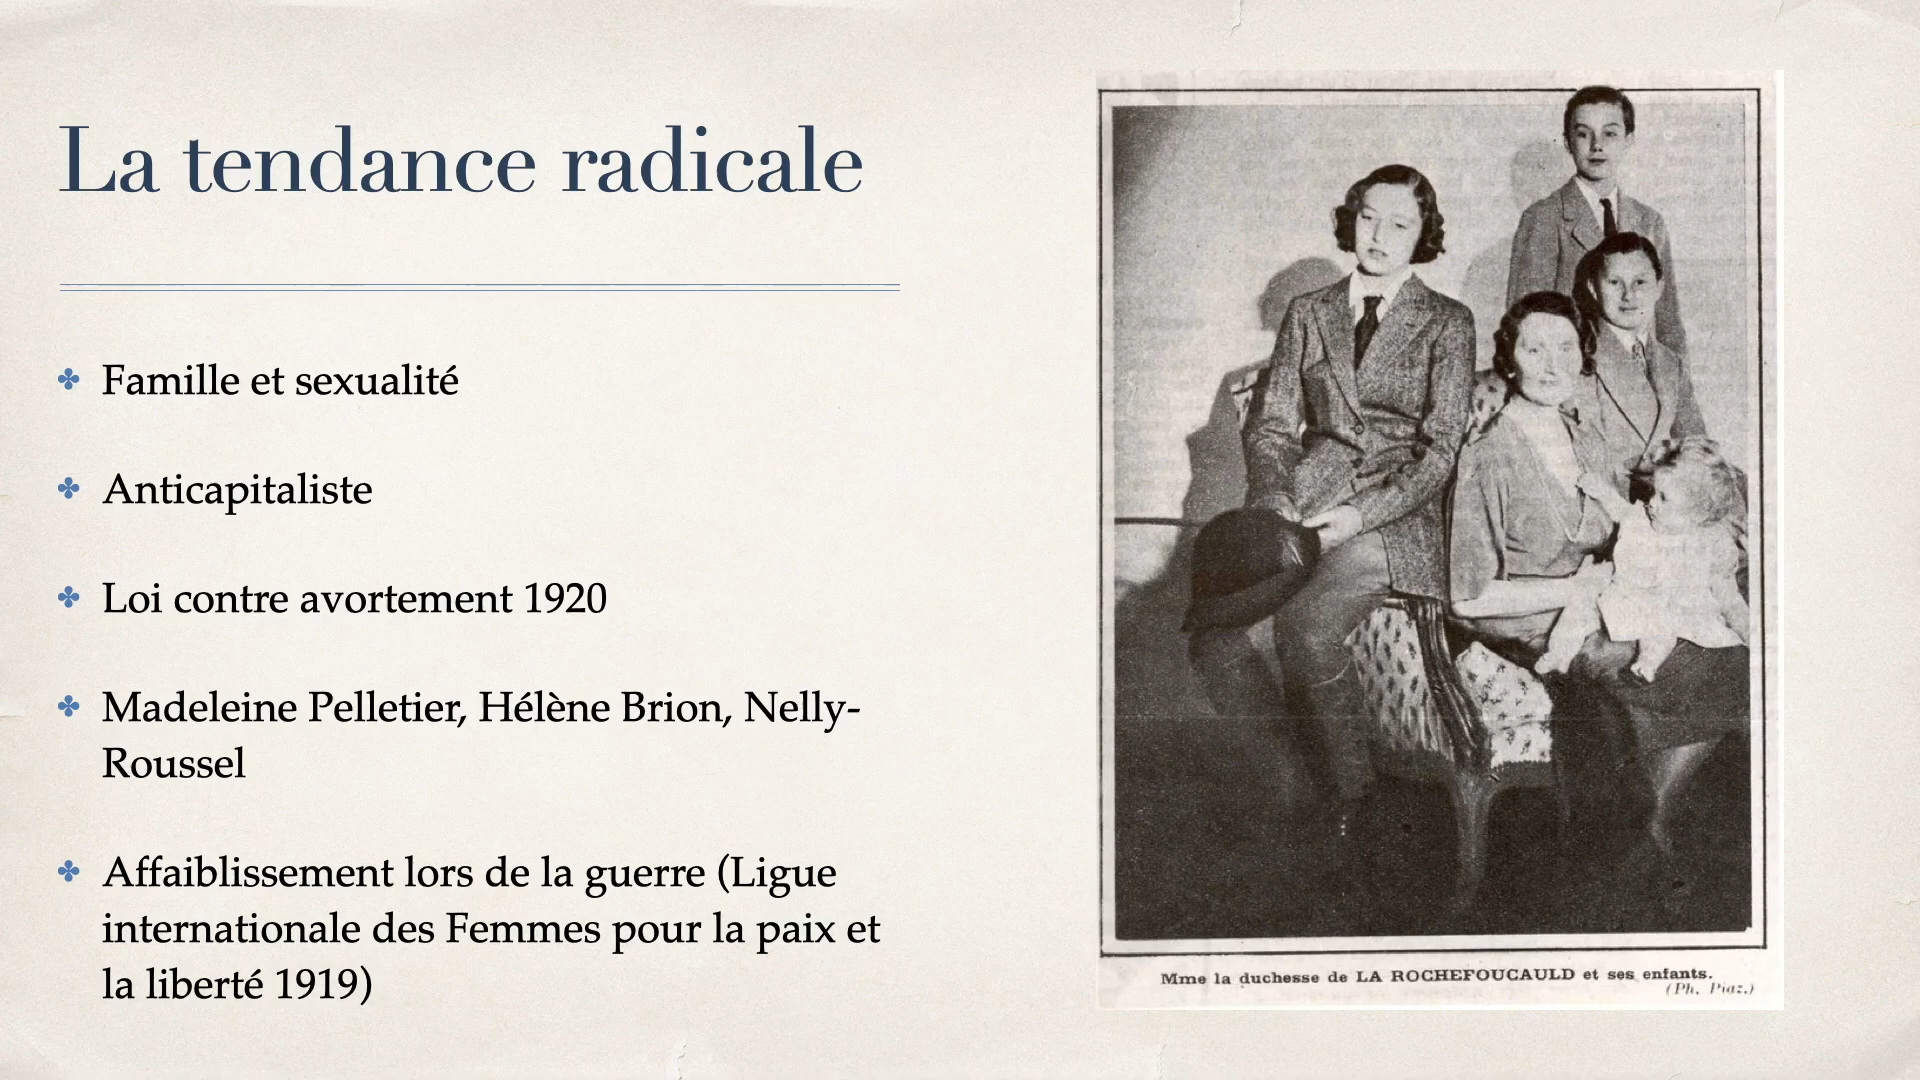 La tendance radicale
Famille et sexualité
Anticapitaliste
Loi contre avortement 1920
Madeleine Pelletier, Hélène Brion, Nelly-
Roussel
Affaiblissement lors de la guerre (Ligue
internationale des Femmes pour la paix et
la liberté 1919)
Mme la duchesse de LA ROCHEFOUCAULD et ses enfants.
(Ph. Piaz.)